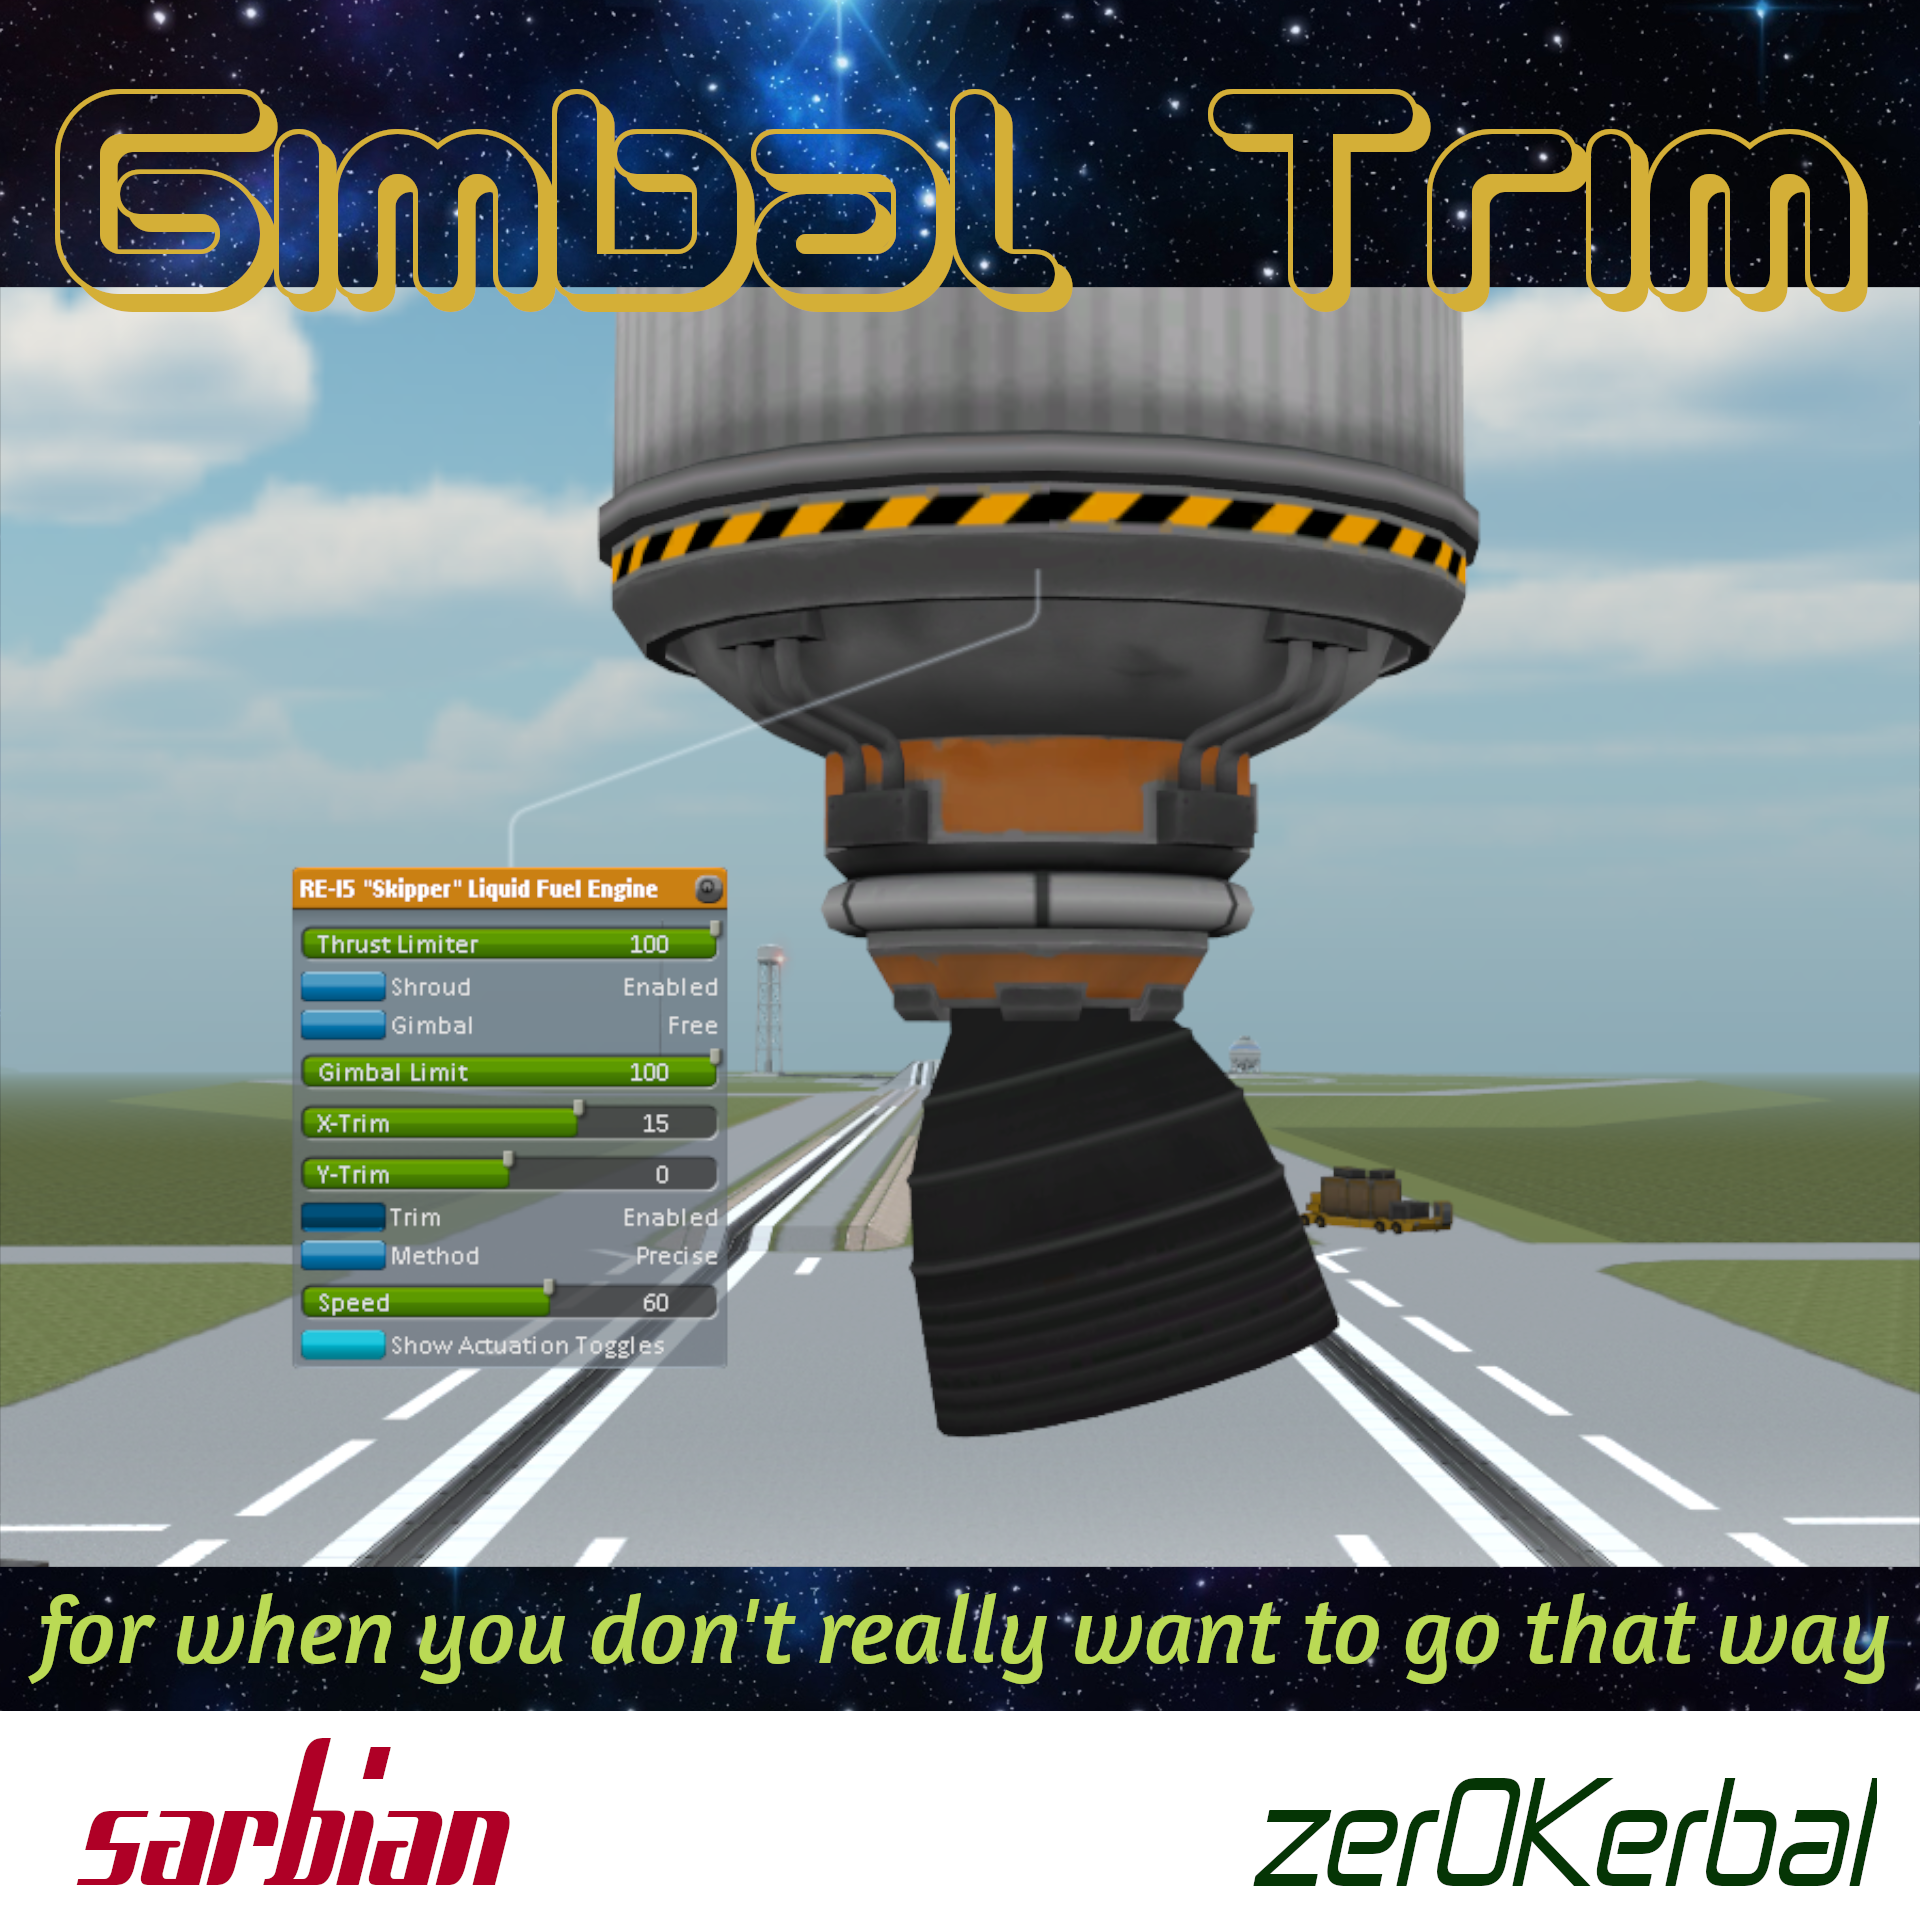 Gimbal Trim
RE-I5 "Skipper" Liquid Fuel Engine
Thrust Limiter 100
Shroud Enabled
Gimbal Free
Gimbal Limit 100
X-Trim 15
Y-Trim 0
Trim Enabled
Method Precise
Speed 60
Show Actuation Toggles
for when you don't really want to go that way
sarbian
zer0Kerbal